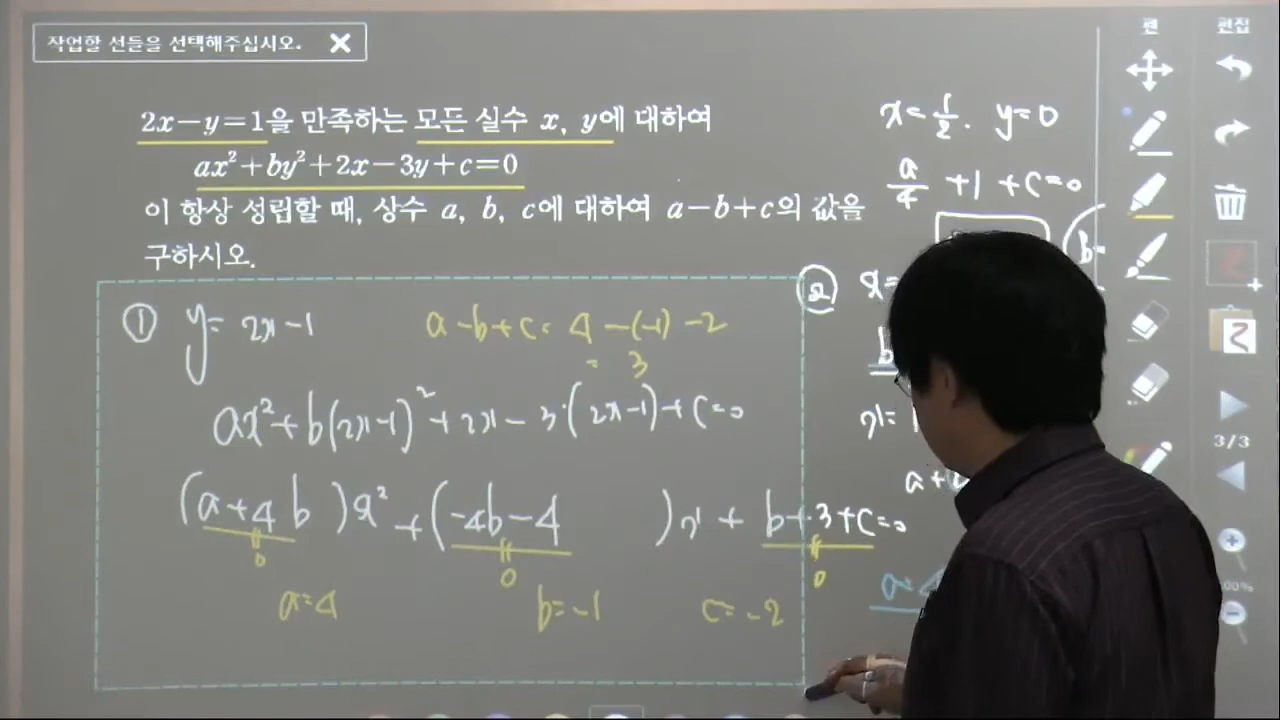 작업할 선들을 선택해주십시오. X
펜
편집
2x-y=1을 만족하는 모든 실수 x, y에 대하여
ax²+by²+2x-3y+c=0
이 항상 성립할 때, 상수 a, b, c에 대하여 a-b+c의 값을
구하시오.
① y=2x-1
a-b+c=4-(-1)-2
=3
ax²+b(2x-1)²+2x-3·(2x-1)+c=0
(a+4b)x²+(-4b-4)x+b+3+c=0
0 0 0
a=4 b=-1 c=-2
x=1/2. y=0
a/4+1+c=0
②
3/3